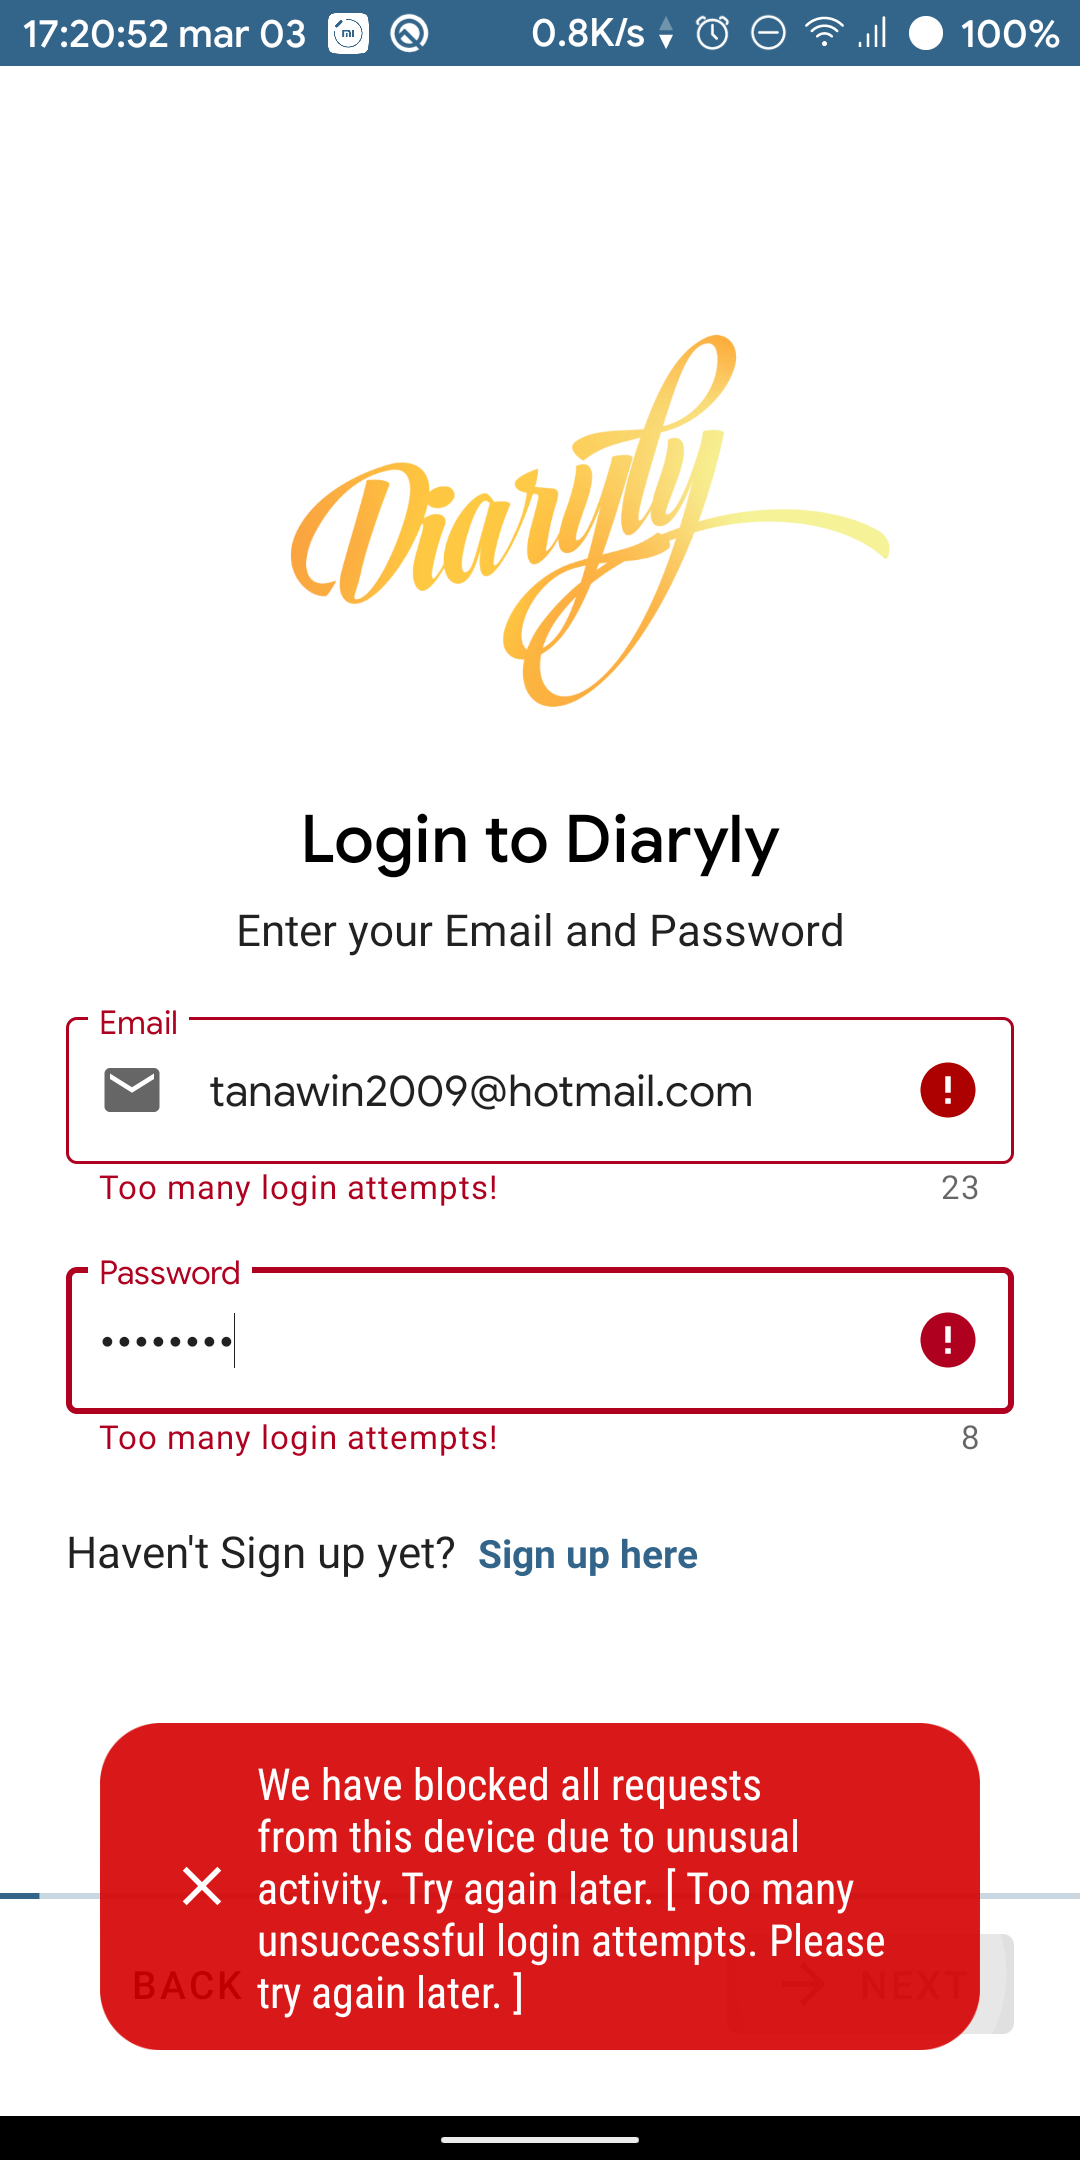 17:20:52 mar 03 0.8K/s 100%
Diaryly
Login to Diaryly
Enter your Email and Password
Email
tanawin2009@hotmail.com
Too many login attempts!
23
Password
••••••••
Too many login attempts!
8
Haven't Sign up yet? Sign up here
We have blocked all requests
from this device due to unusual
activity. Try again later. [ Too many
unsuccessful login attempts. Please
try again later. ]
BACK
NEXT